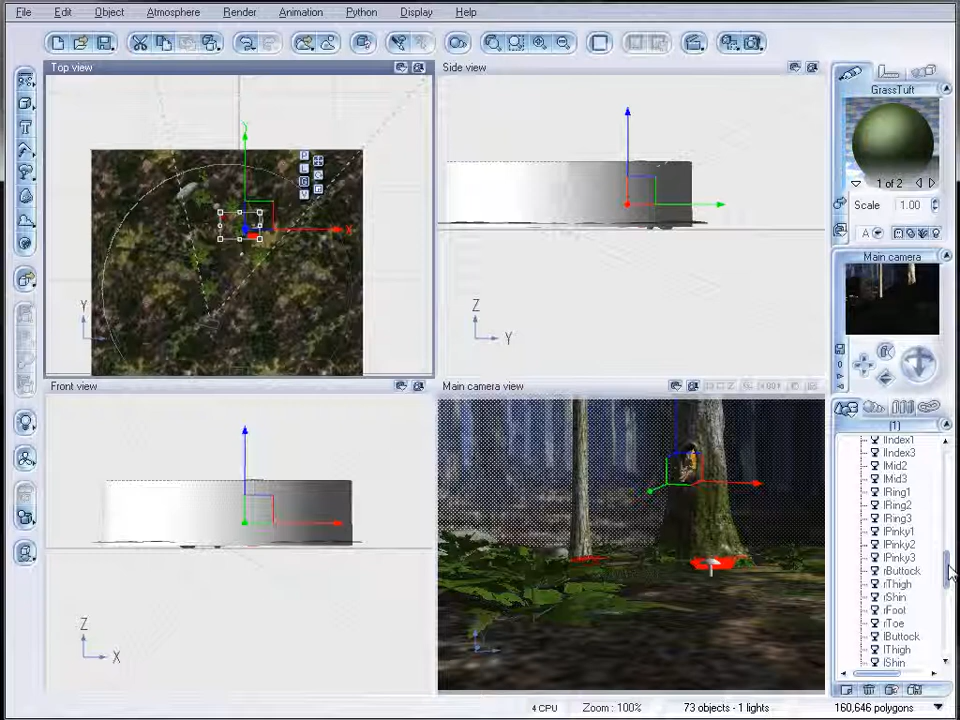 File Edit Object Atmosphere Render Animation Python Display Help
Top view
Side view
GrassTuft
1 of 2
Scale 1.00
Main camera
Front view
Main camera view
(1)
lIndex1
lIndex3
lMid2
lMid3
lRing1
lRing2
lRing3
lPinky1
lPinky2
lPinky3
rButtock
rThigh
rShin
rFoot
rToe
lButtock
lThigh
lShin
Y
X
Z
Y
Z
X
4 CPU Zoom : 100% 73 objects - 1 lights 160,646 polygons